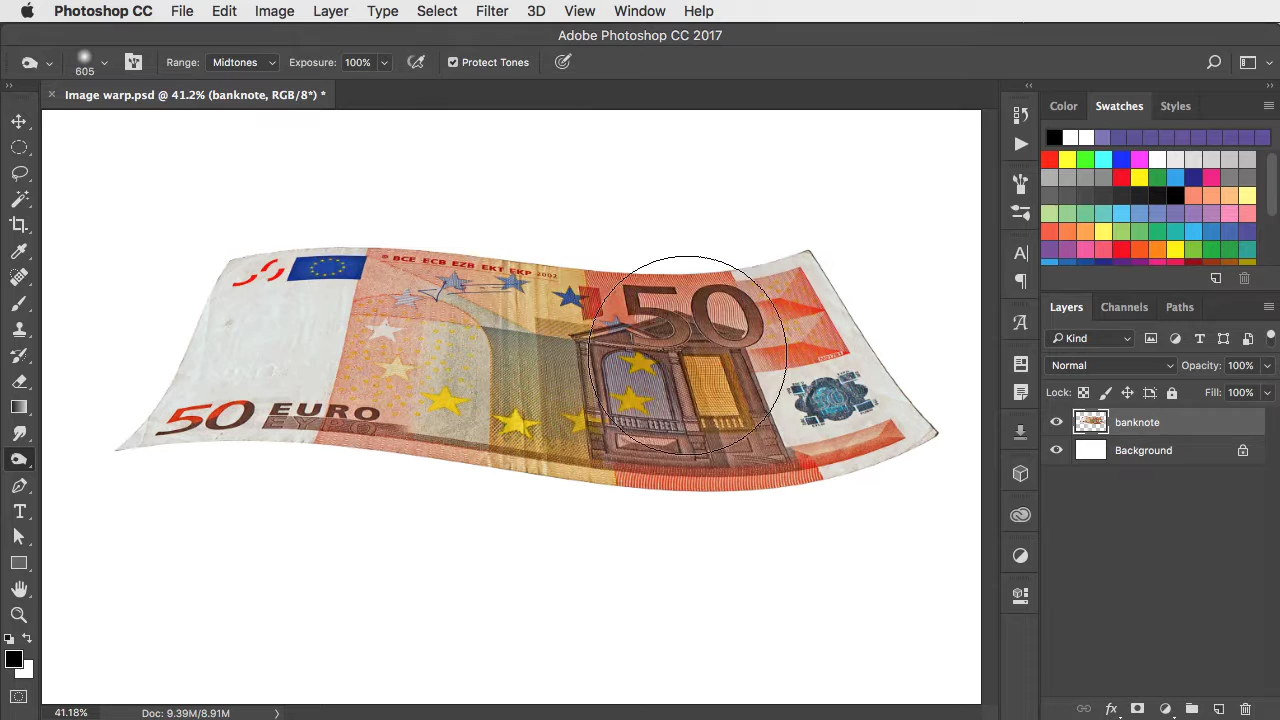 Photoshop CC File Edit Image Layer Type Select Filter 3D View Window Help
Adobe Photoshop CC 2017
605
Range: Midtones Exposure: 100% Protect Tones
Image warp.psd @ 41.2% (banknote, RGB/8*) *
BCE ECB EZB EKT EKP 2002
50
50 EURO
ΕΥΡΩ
41.18% Doc: 9.39M/8.91M
Color Swatches Styles
Layers Channels Paths
Kind
Normal Opacity: 100%
Lock: Fill: 100%
banknote
Background